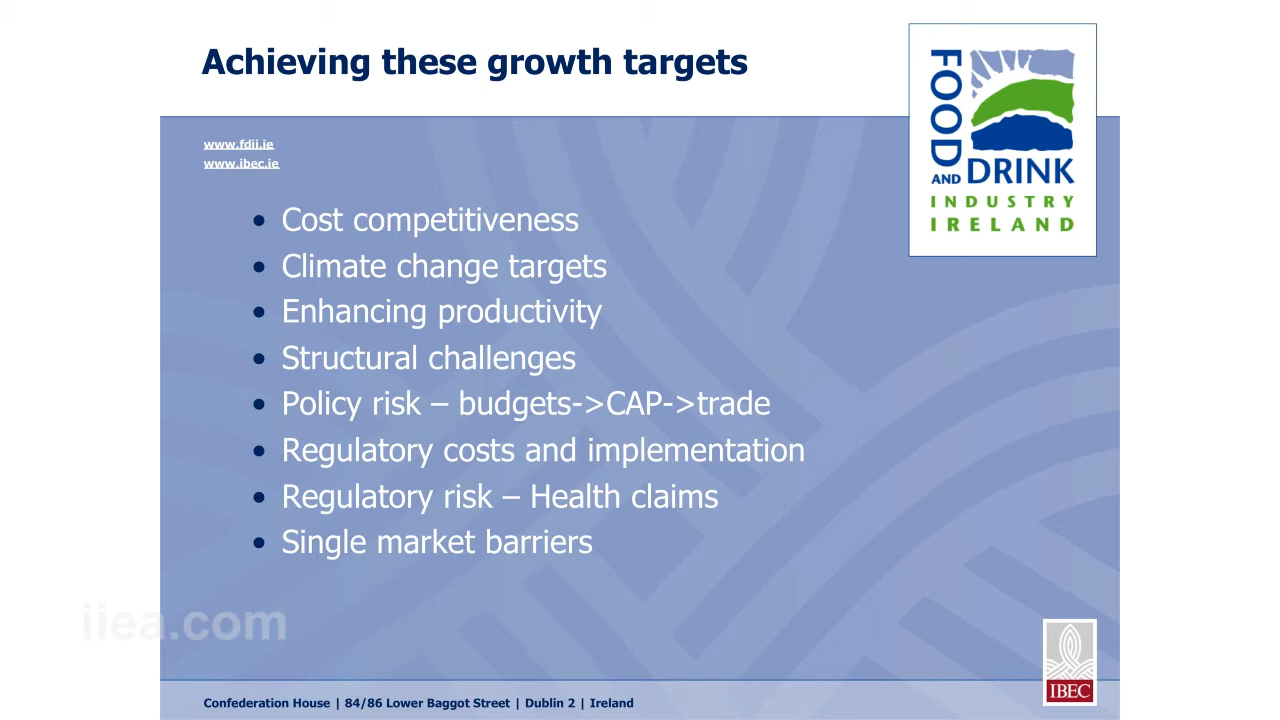 Achieving these growth targets
FOOD
AND DRINK
INDUSTRY
IRELAND
www.fdii.ie
www.ibec.ie
• Cost competitiveness
• Climate change targets
• Enhancing productivity
• Structural challenges
• Policy risk – budgets->CAP->trade
• Regulatory costs and implementation
• Regulatory risk – Health claims
• Single market barriers
iiea.com
IBEC
Confederation House | 84/86 Lower Baggot Street | Dublin 2 | Ireland